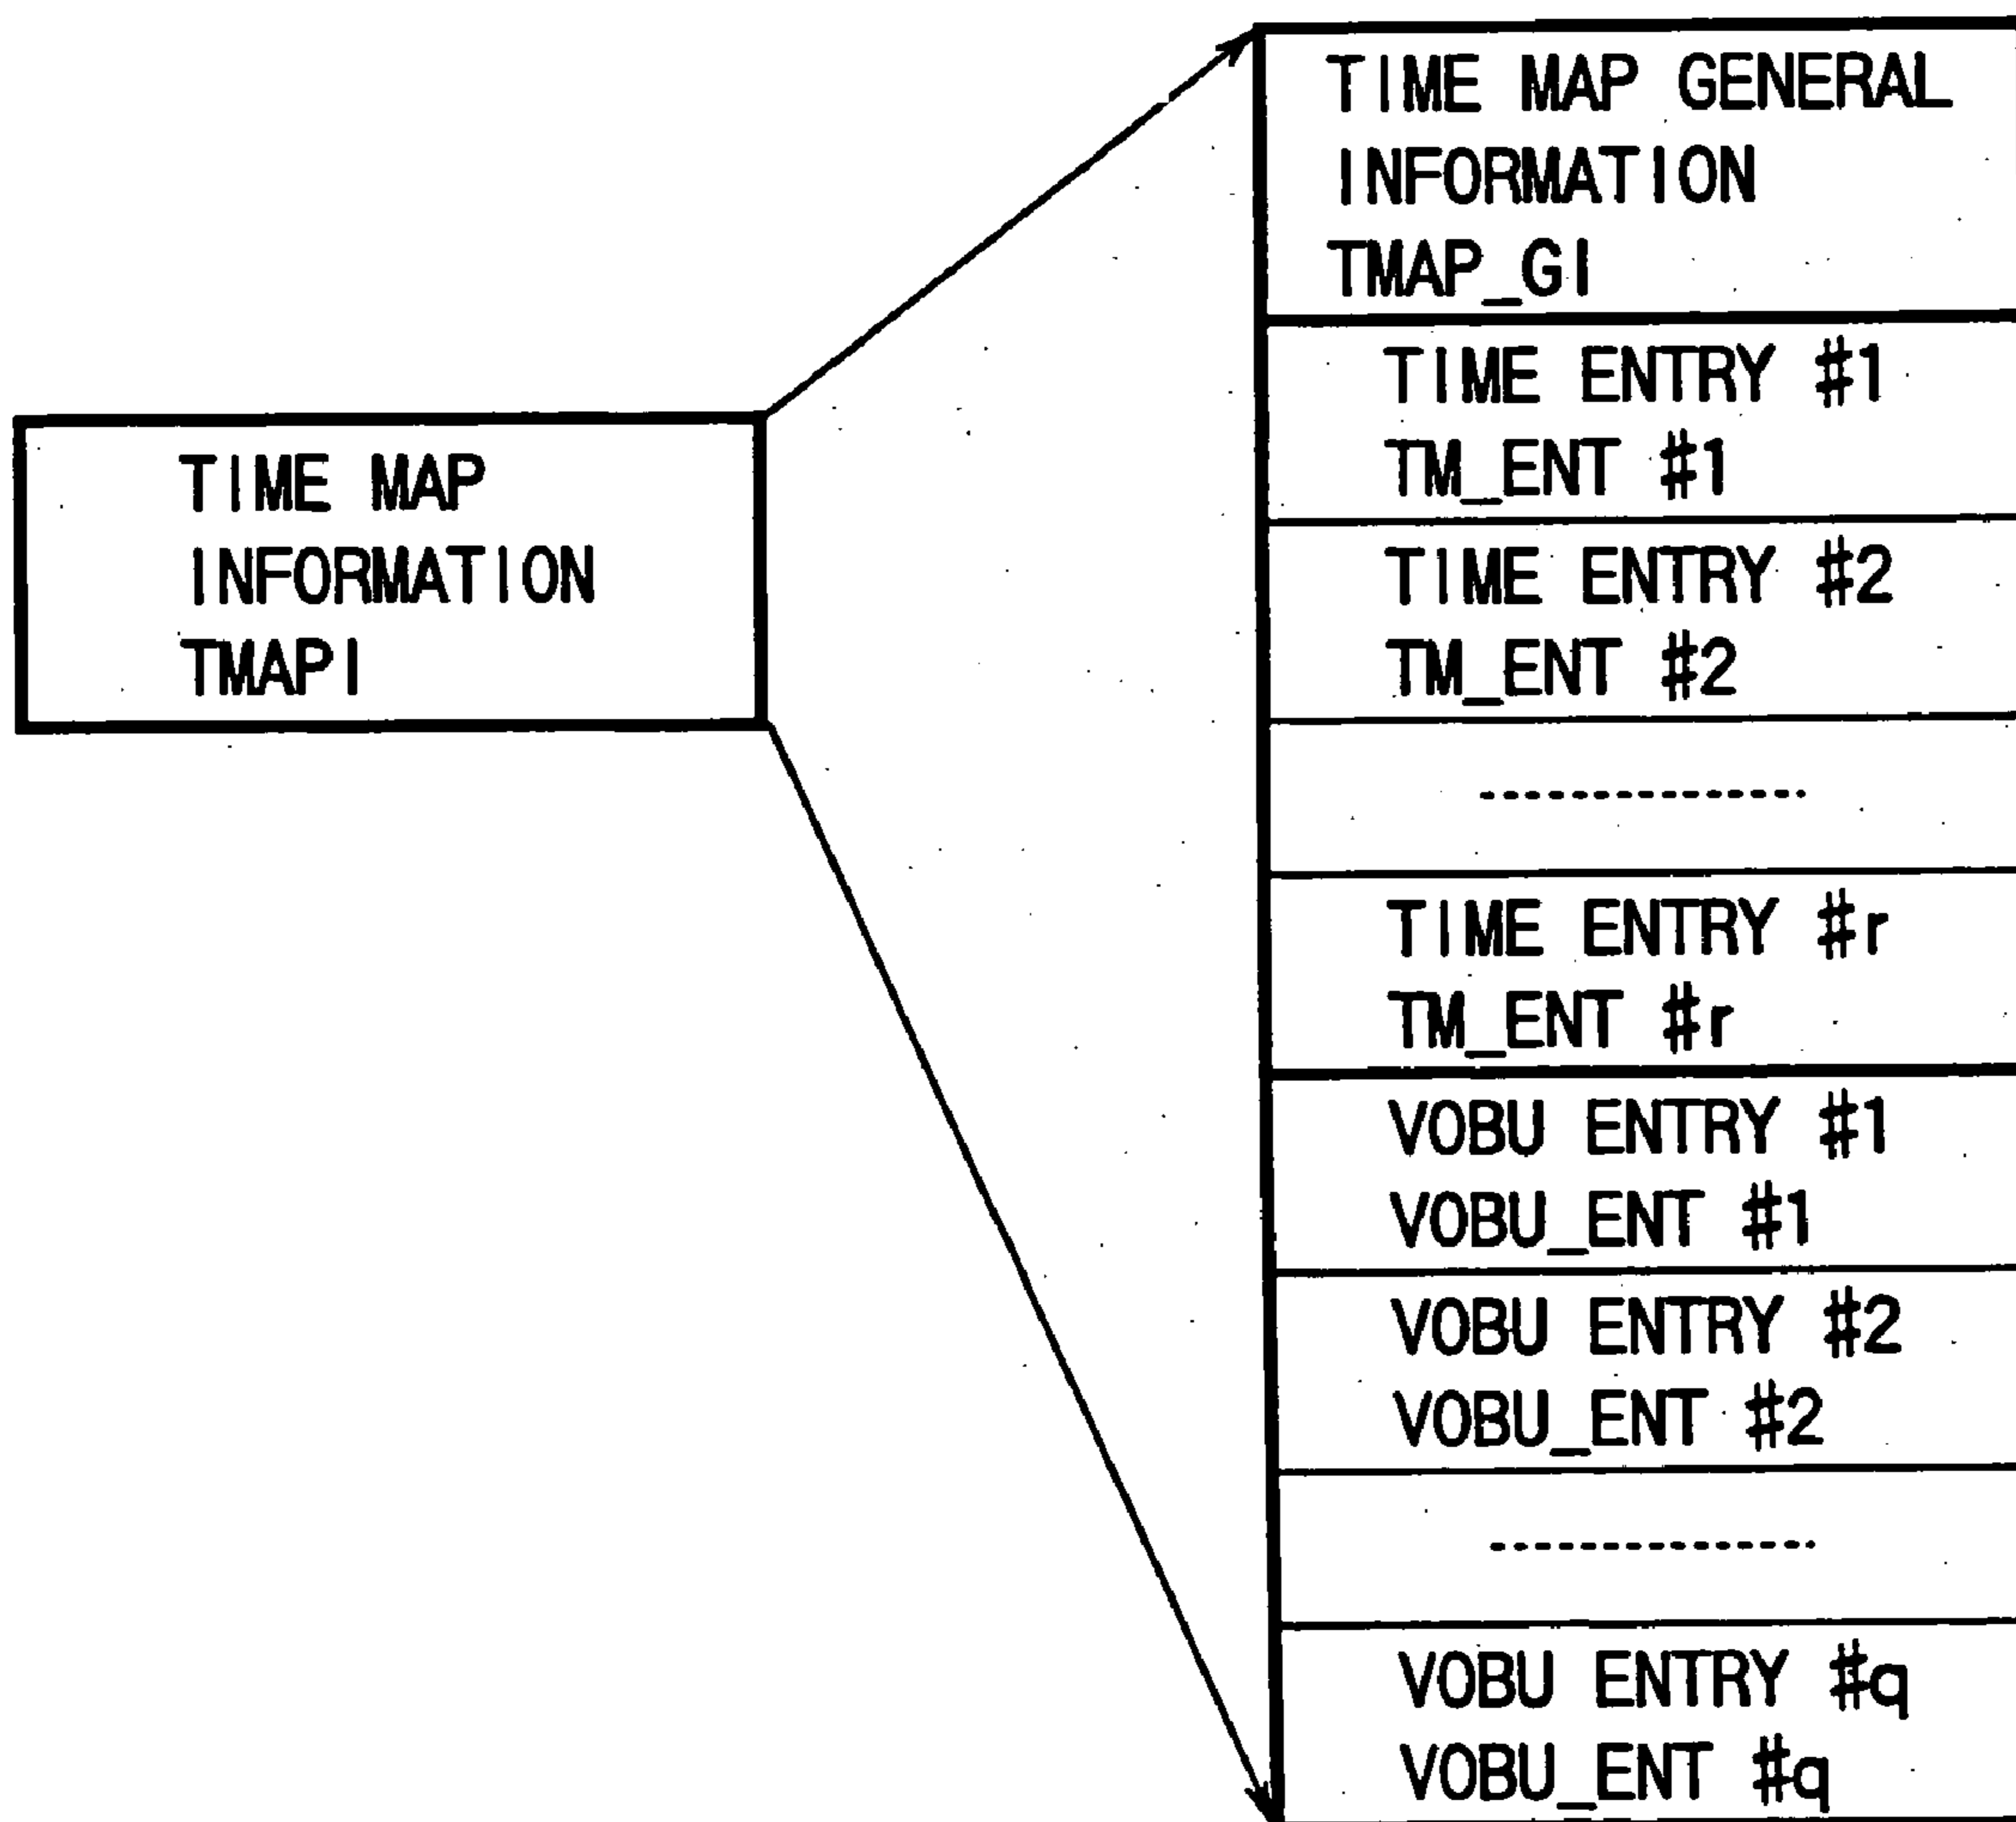 TIME MAP
INFORMATION
TMAPI
TIME MAP GENERAL
INFORMATION
TMAP_GI
TIME ENTRY #1
TM_ENT #1
TIME ENTRY #2
TM_ENT #2
TIME ENTRY #r
TM_ENT #r
VOBU ENTRY #1
VOBU_ENT #1
VOBU ENTRY #2
VOBU_ENT #2
VOBU ENTRY #q
VOBU_ENT #q